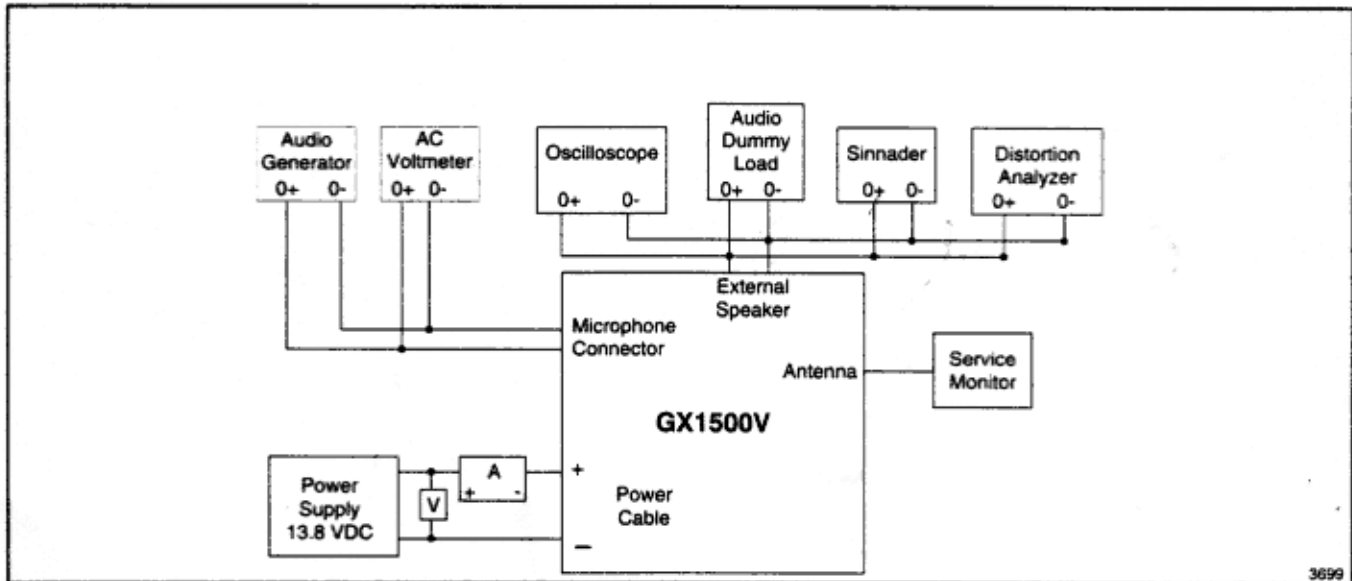 Audio
Generator
0+ 0-
AC
Voltmeter
0+ 0-
Oscilloscope
0+ 0-
Audio
Dummy
Load
0+ 0-
Sinnader
0+ 0-
Distortion
Analyzer
0+ 0-
External
Speaker
Microphone
Connector
Antenna
Service
Monitor
GX1500V
Power
Supply
13.8 VDC
V
A
+ -
+
Power
Cable
−
3699